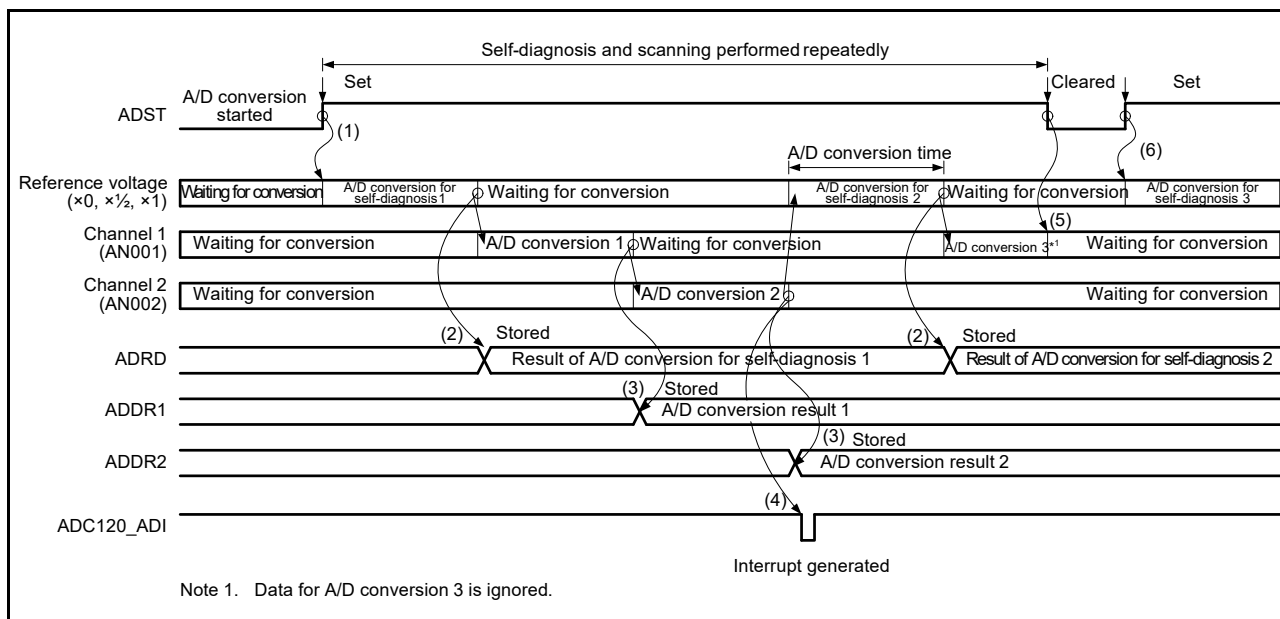 Self-diagnosis and scanning performed repeatedly
Set
Cleared
Set
A/D conversion
started
ADST
(1)
(6)
A/D conversion time
Reference voltage
(×0, ×½, ×1)
Waiting for conversion
A/D conversion for
self-diagnosis 1
Waiting for conversion
A/D conversion for
self-diagnosis 2
Waiting for conversion
A/D conversion for
self-diagnosis 3
(5)
Channel 1
(AN001)
Waiting for conversion
A/D conversion 1
Waiting for conversion
A/D conversion 3*1
Waiting for conversion
Channel 2
(AN002)
Waiting for conversion
A/D conversion 2
Waiting for conversion
(2)
Stored
(2)
Stored
ADRD
Result of A/D conversion for self-diagnosis 1
Result of A/D conversion for self-diagnosis 2
(3)
Stored
ADDR1
A/D conversion result 1
(3)
Stored
ADDR2
A/D conversion result 2
(4)
ADC120_ADI
Interrupt generated
Note 1. Data for A/D conversion 3 is ignored.